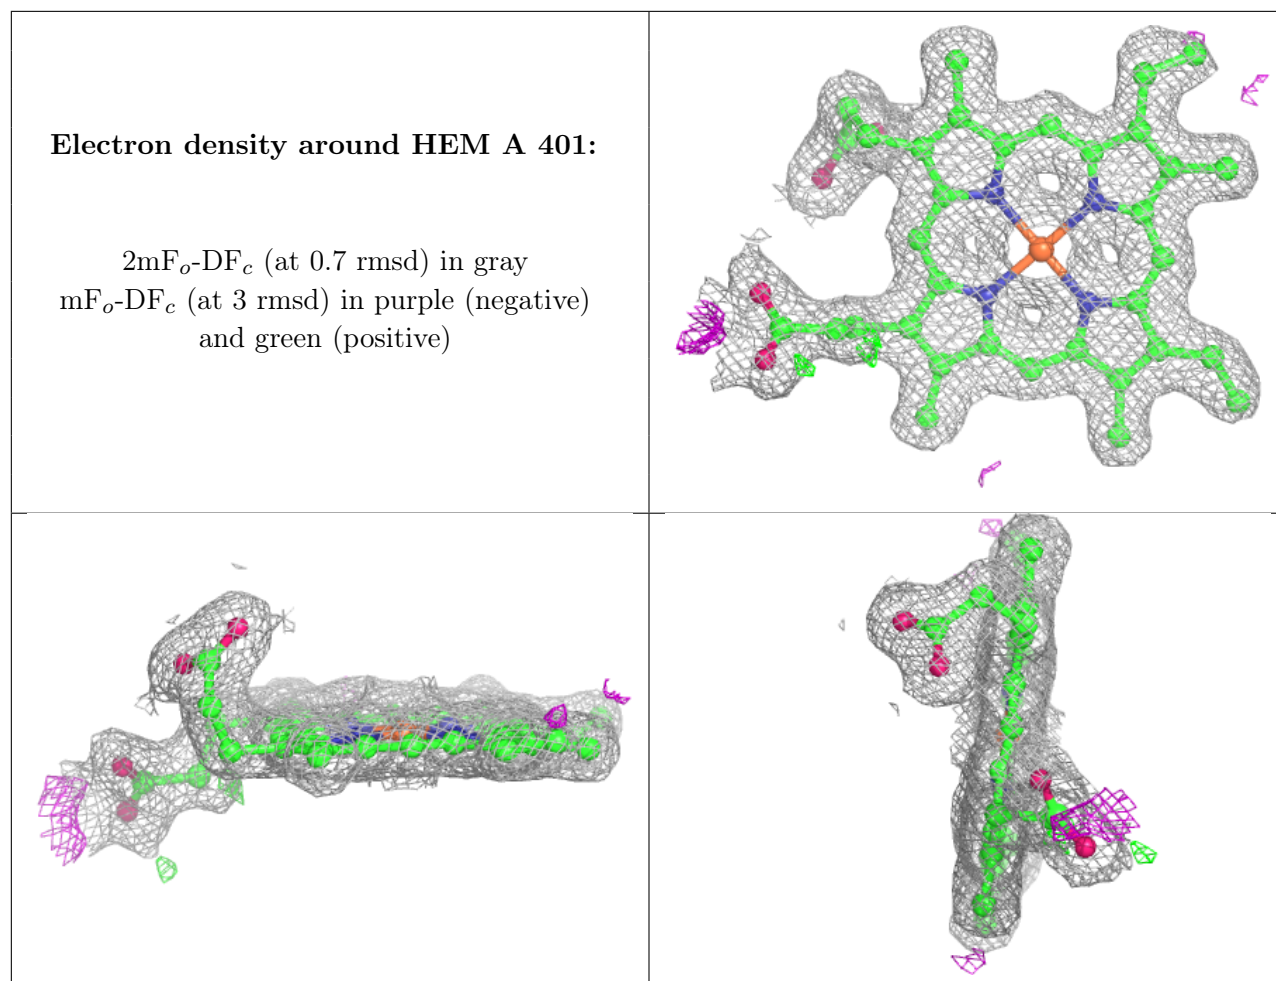 Electron density around HEM A 401:
2mFo-DFc (at 0.7 rmsd) in gray
mFo-DFc (at 3 rmsd) in purple (negative)
and green (positive)